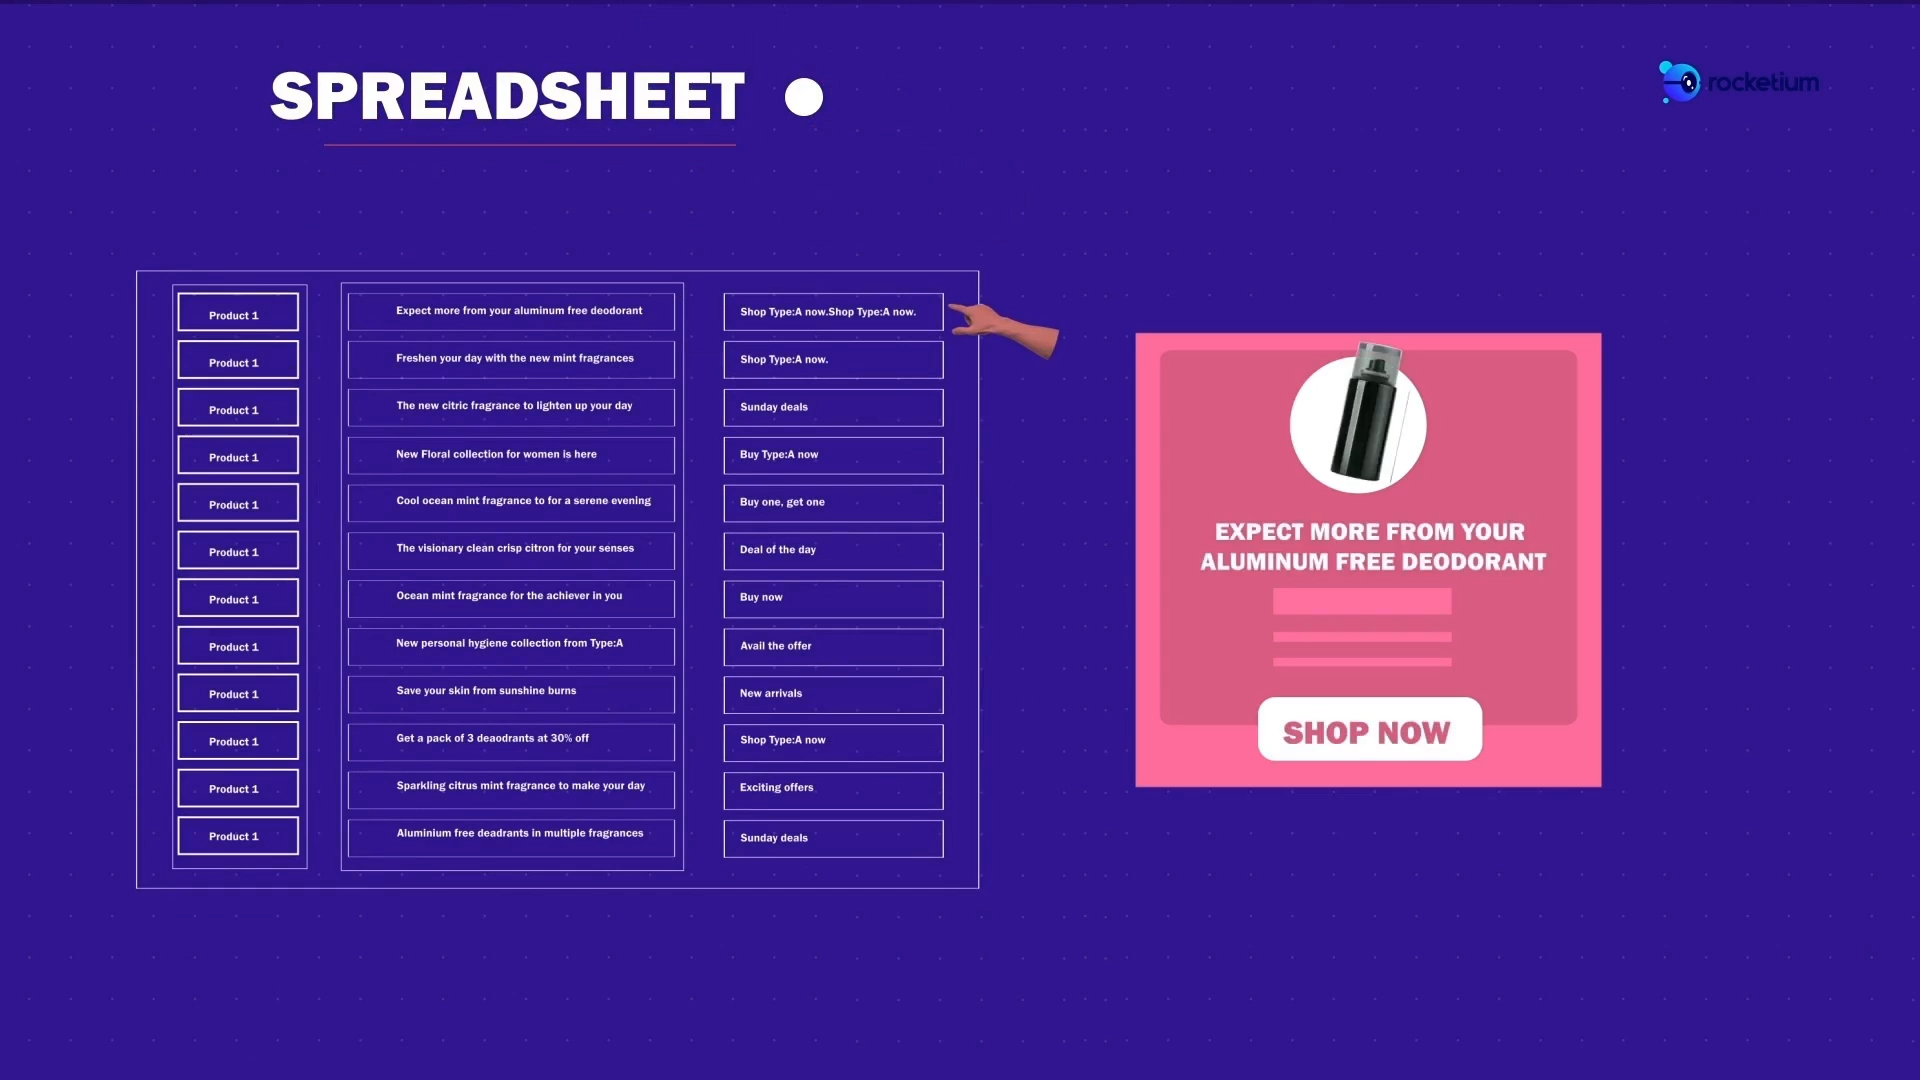 SPREADSHEET
rocketium
Product 1 Expect more from your aluminum free deodorant Shop Type:A now.Shop Type:A now.
Product 1 Freshen your day with the new mint fragrances Shop Type:A now.
Product 1 The new citric fragrance to lighten up your day Sunday deals
Product 1 New Floral collection for women is here Buy Type:A now
Product 1 Cool ocean mint fragrance to for a serene evening Buy one, get one
Product 1 The visionary clean crisp citron for your senses Deal of the day
Product 1 Ocean mint fragrance for the achiever in you Buy now
Product 1 New personal hygiene collection from Type:A Avail the offer
Product 1 Save your skin from sunshine burns New arrivals
Product 1 Get a pack of 3 deaodrants at 30% off Shop Type:A now
Product 1 Sparkling citrus mint fragrance to make your day Exciting offers
Product 1 Aluminium free deadrants in multiple fragrances Sunday deals
EXPECT MORE FROM YOUR
ALUMINUM FREE DEODORANT
SHOP NOW